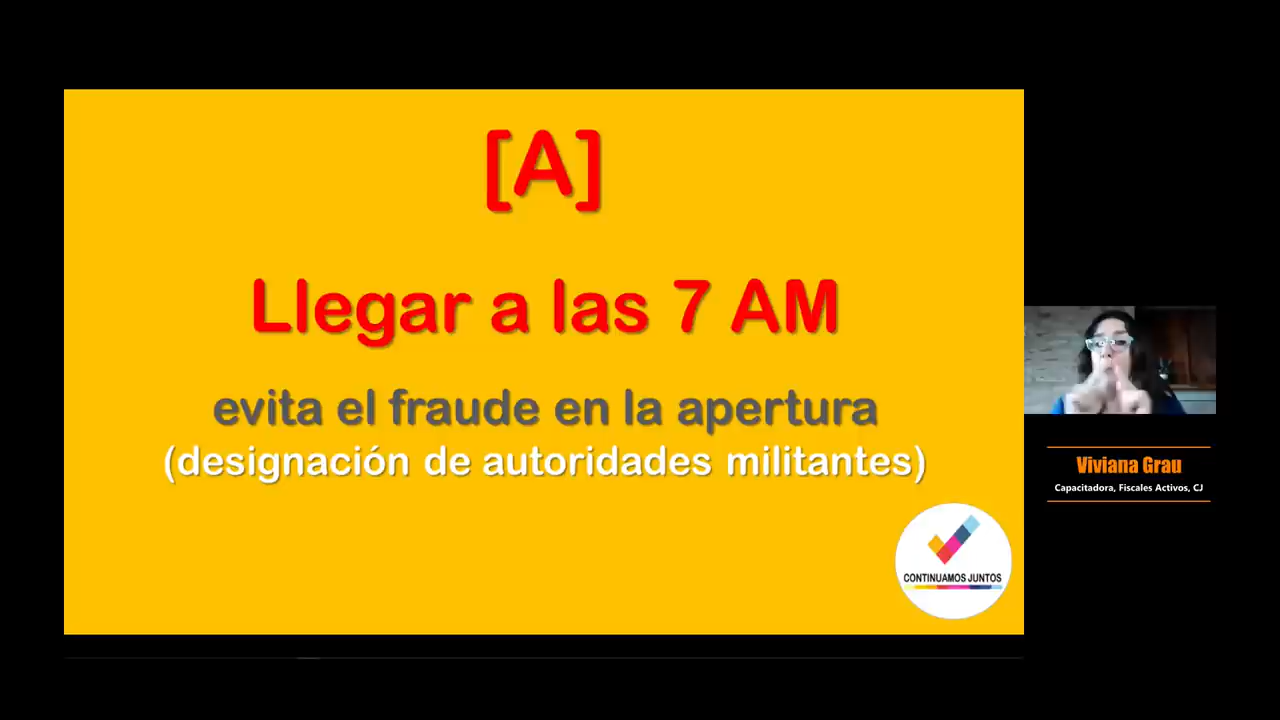 [A]
Llegar a las 7 AM
evita el fraude en la apertura
(designación de autoridades militantes)
CONTINUAMOS JUNTOS
Viviana Grau
Capacitadora, Fiscales Activos, CJ